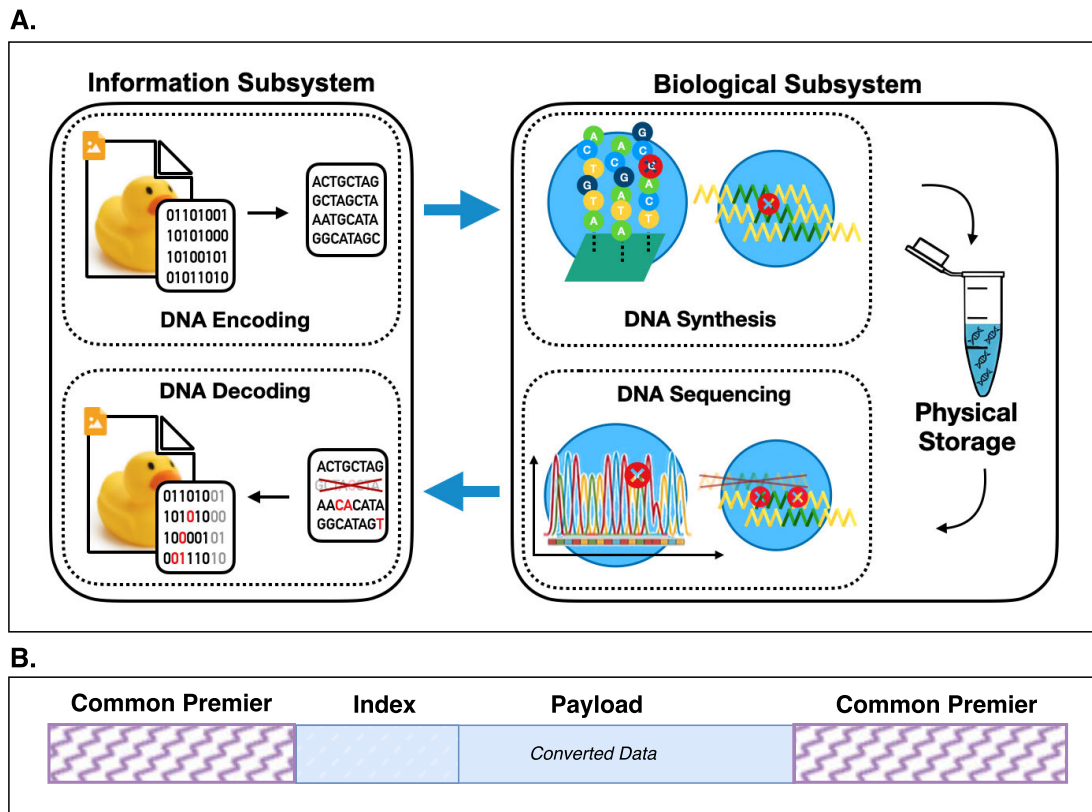 A.
Information Subsystem
Biological Subsystem
01101001
10101000
10100101
01011010
ACTGCTAG
GCTAGCTA
AATGCATA
GGCATAGC
DNA Encoding
A
C
T
G
T
A
A
C
G
A
T
A
G
C
A
C
T
DNA Synthesis
DNA Decoding
01101001
10101000
10000101
00111010
ACTGCTAG
AACACATA
GGCATAGT
DNA Sequencing
Physical
Storage
B.
Common Premier
Index
Payload
Common Premier
Converted Data